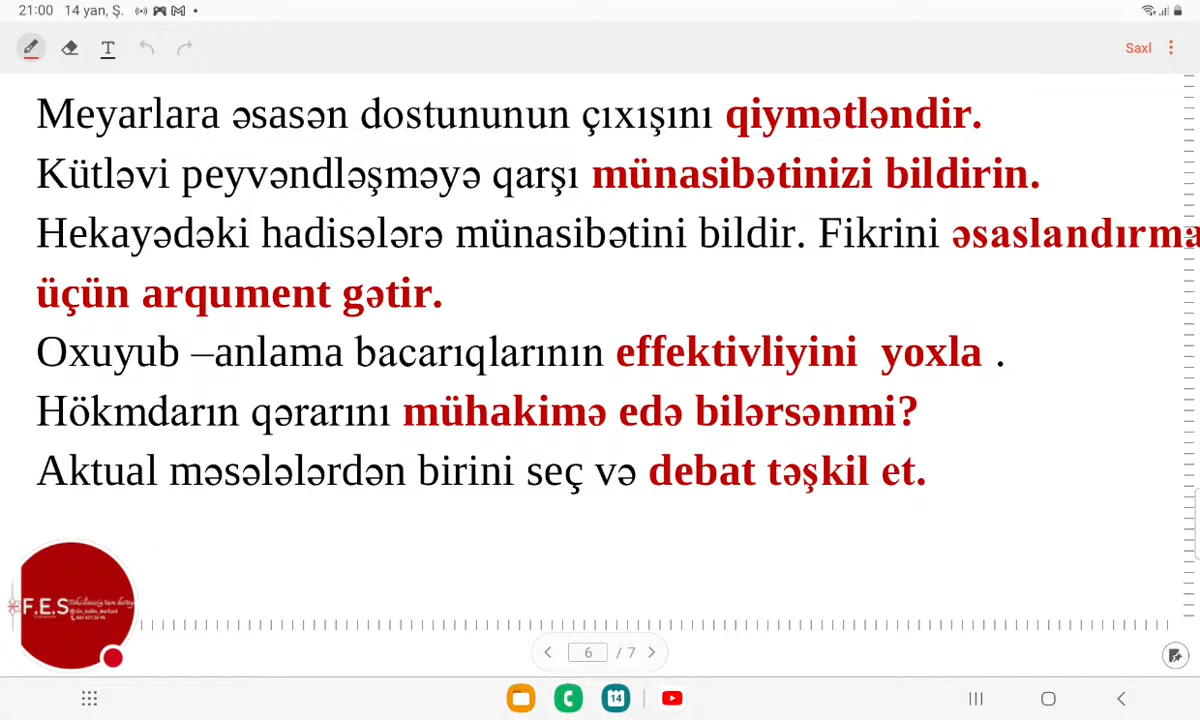 21:00 14 yan, Ş.
Saxl
Meyarlara əsasən dostununun çıxışını qiymətləndir.
Kütləvi peyvəndləşməyə qarşı münasibətinizi bildirin.
Hekayədəki hadisələrə münasibətini bildir. Fikrini əsaslandırma
üçün arqument gətir.
Oxuyub –anlama bacarıqlarının effektivliyini yoxla .
Hökmdarın qərarını mühakimə edə bilərsənmi?
Aktual məsələlərdən birini seç və debat təşkil et.
F.E.S
6 / 7
14